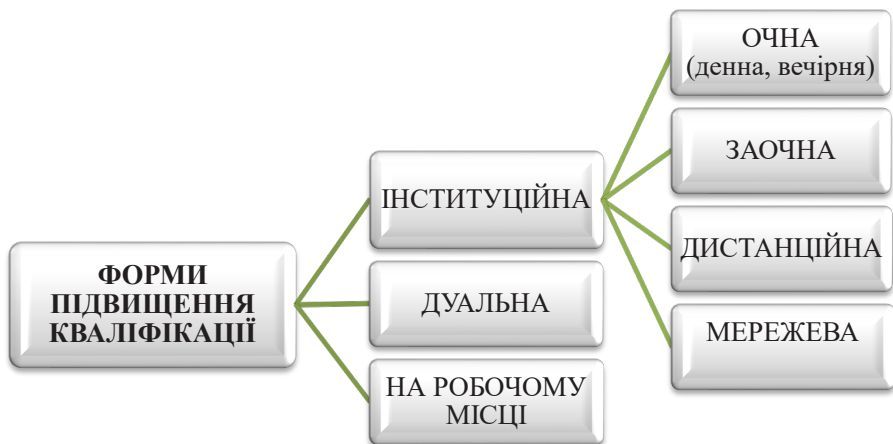 ФОРМИ
ПІДВИЩЕННЯ
КВАЛІФІКАЦІЇ
ІНСТИТУЦІЙНА
ДУАЛЬНА
НА РОБОЧОМУ
МІСЦІ
ОЧНА
(денна, вечірня)
ЗАОЧНА
ДИСТАНЦІЙНА
МЕРЕЖЕВА